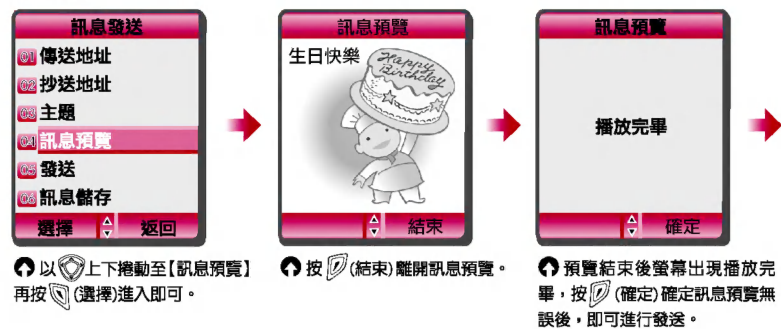 訊息發送
01 傳送地址
02 抄送地址
03 主題
04 訊息預覽
05 發送
06 訊息儲存
選擇 返回
以上下捲動至【訊息預覽】
再按(選擇)進入即可。
訊息預覽
生日快樂
Happy
Birthday
結束
按(結束)離開訊息預覽。
訊息預覽
播放完畢
確定
預覽結束後螢幕出現播放完
畢，按(確定)確定訊息預覽無
誤後，即可進行發送。